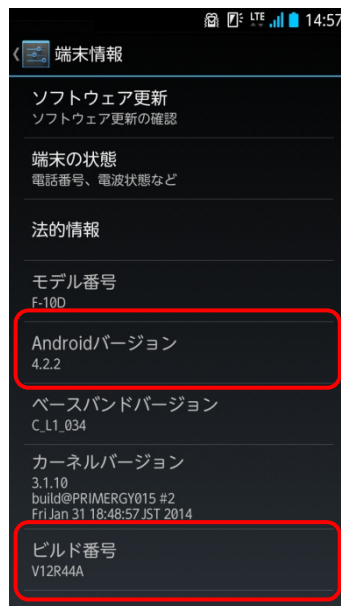 LTE 14:57
端末情報
ソフトウェア更新
ソフトウェア更新の確認
端末の状態
電話番号、電波状態など
法的情報
モデル番号
F-10D
Androidバージョン
4.2.2
ベースバンドバージョン
C_L1_034
カーネルバージョン
3.1.10
build@PRIMERGY015 #2
Fri Jan 31 18:48:57 JST 2014
ビルド番号
V12R44A